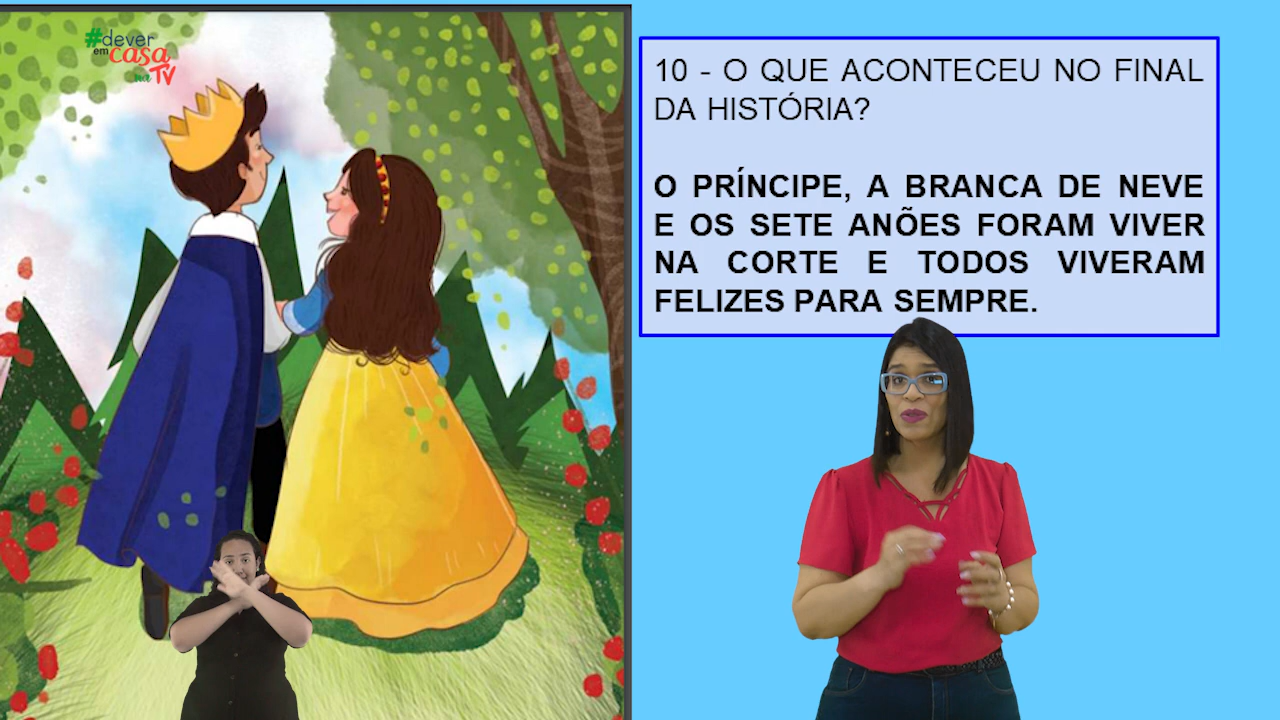 #dever
em casa
na TV
10 - O QUE ACONTECEU NO FINAL
DA HISTÓRIA?
O PRÍNCIPE, A BRANCA DE NEVE
E OS SETE ANÕES FORAM VIVER
NA CORTE E TODOS VIVERAM
FELIZES PARA SEMPRE.